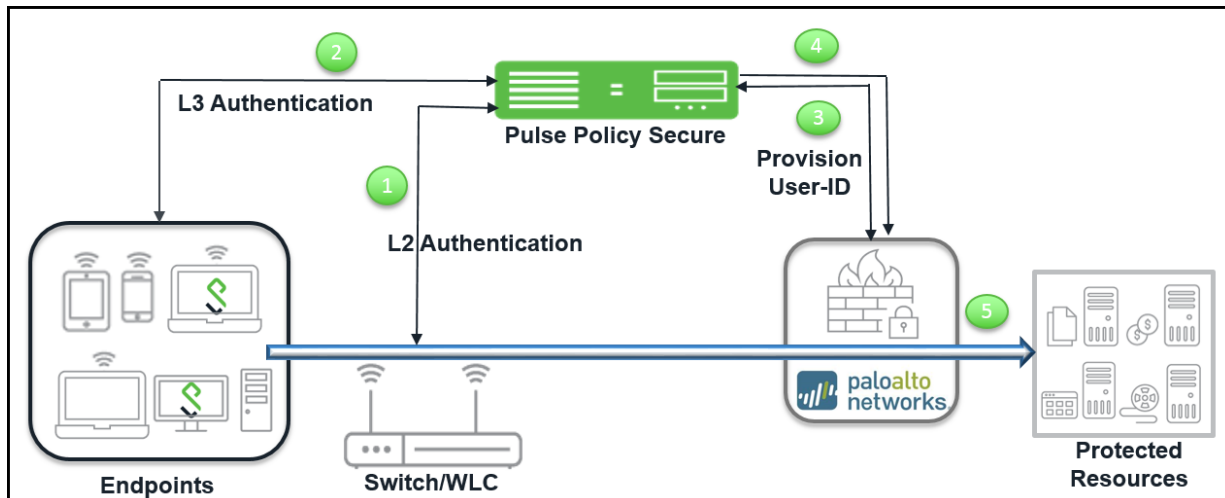 2
4
L3 Authentication
=
3
Pulse Policy Secure
Provision
User-ID
1
L2 Authentication
5
$
$
paloalto
networks
Endpoints
Switch/WLC
Protected
Resources